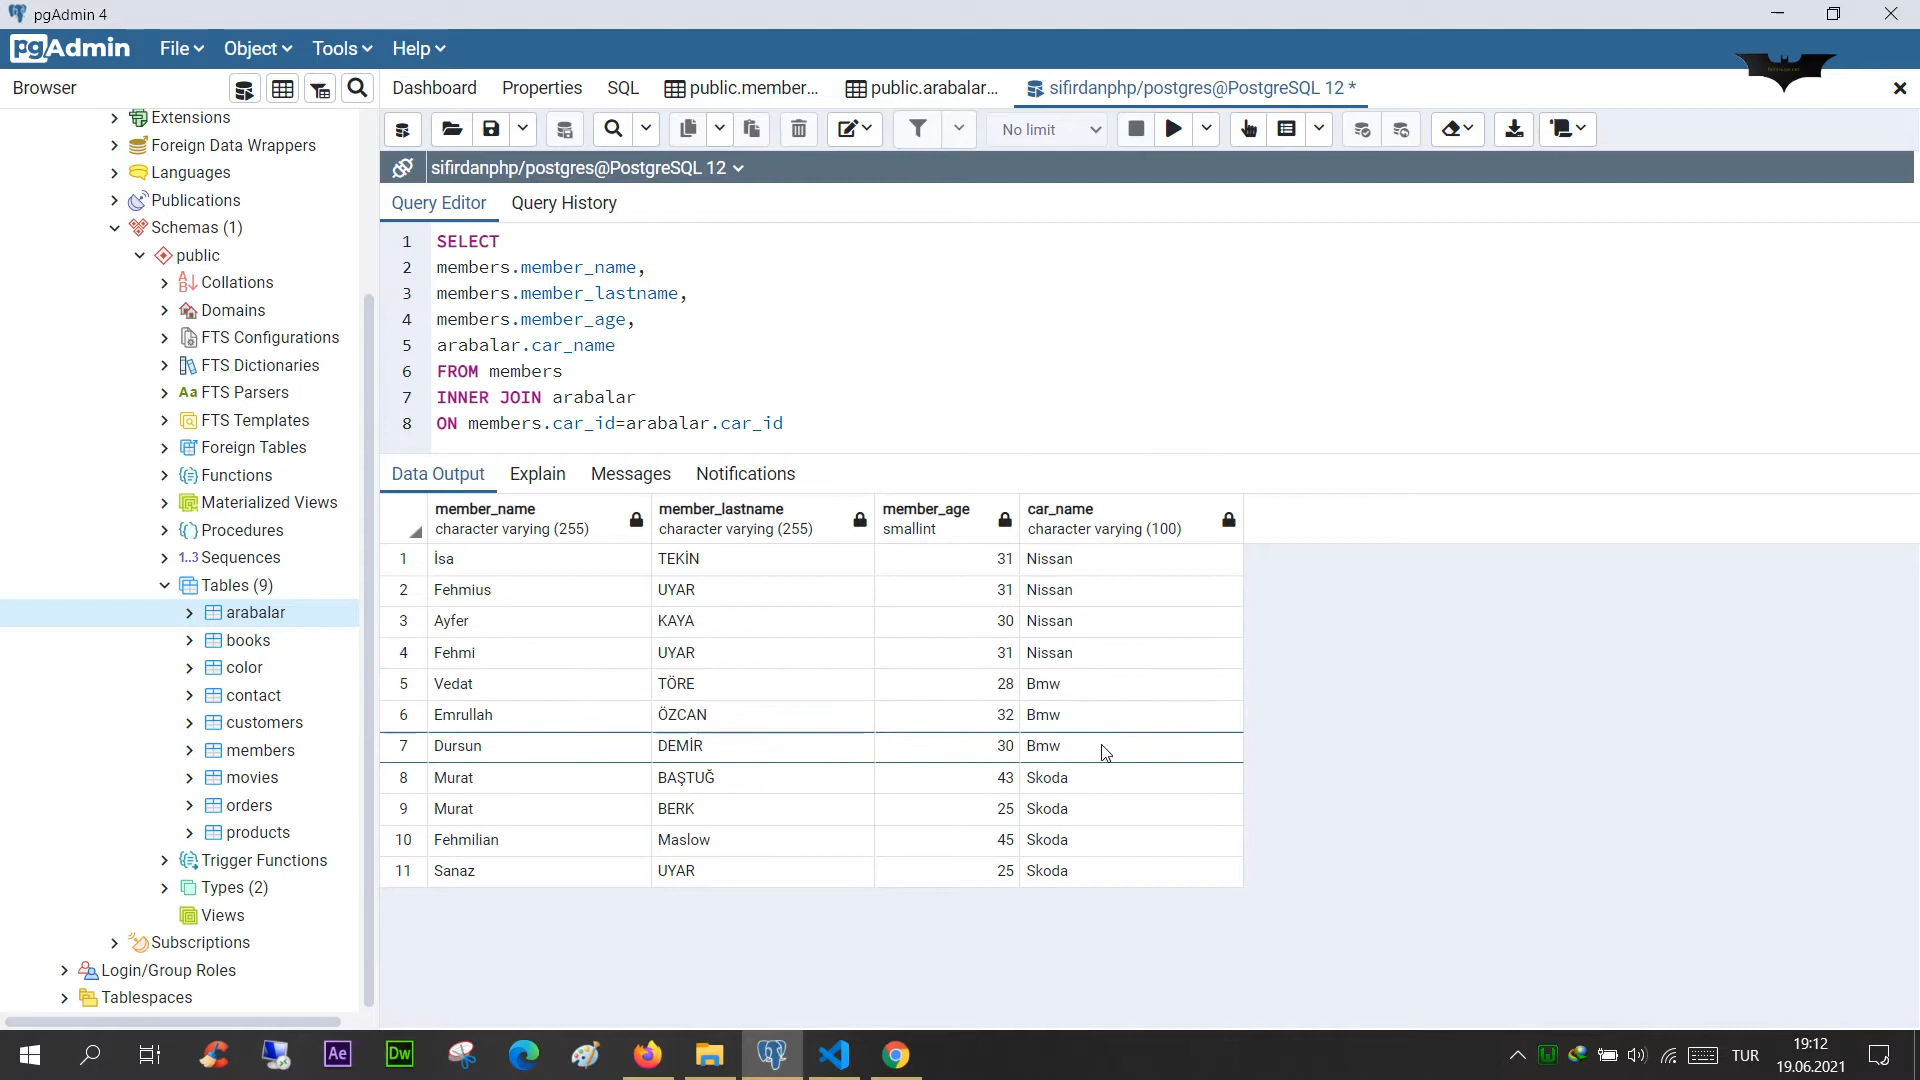 pgAdmin 4
pgAdmin File Object Tools Help
Browser
Dashboard Properties SQL public.member... public.arabalar... sifirdanphp/postgres@PostgreSQL 12 *
No limit
sifirdanphp/postgres@PostgreSQL 12
Query Editor Query History
Extensions
Foreign Data Wrappers
Languages
Publications
Schemas (1)
public
Collations
Domains
FTS Configurations
FTS Dictionaries
Aa FTS Parsers
FTS Templates
Foreign Tables
Functions
Materialized Views
Procedures
1..3 Sequences
Tables (9)
arabalar
books
color
contact
customers
members
movies
orders
products
Trigger Functions
Types (2)
Views
Subscriptions
Login/Group Roles
Tablespaces
1 SELECT
2 members.member_name,
3 members.member_lastname,
4 members.member_age,
5 arabalar.car_name
6 FROM members
7 INNER JOIN arabalar
8 ON members.car_id=arabalar.car_id
Data Output Explain Messages Notifications
member_name member_lastname member_age car_name
character varying (255) character varying (255) smallint character varying (100)
1 İsa TEKİN 31 Nissan
2 Fehmius UYAR 31 Nissan
3 Ayfer KAYA 30 Nissan
4 Fehmi UYAR 31 Nissan
5 Vedat TÖRE 28 Bmw
6 Emrullah ÖZCAN 32 Bmw
7 Dursun DEMİR 30 Bmw
8 Murat BAŞTUĞ 43 Skoda
9 Murat BERK 25 Skoda
10 Fehmilian Maslow 45 Skoda
11 Sanaz UYAR 25 Skoda
Ae Dw TUR 19:12
19.06.2021